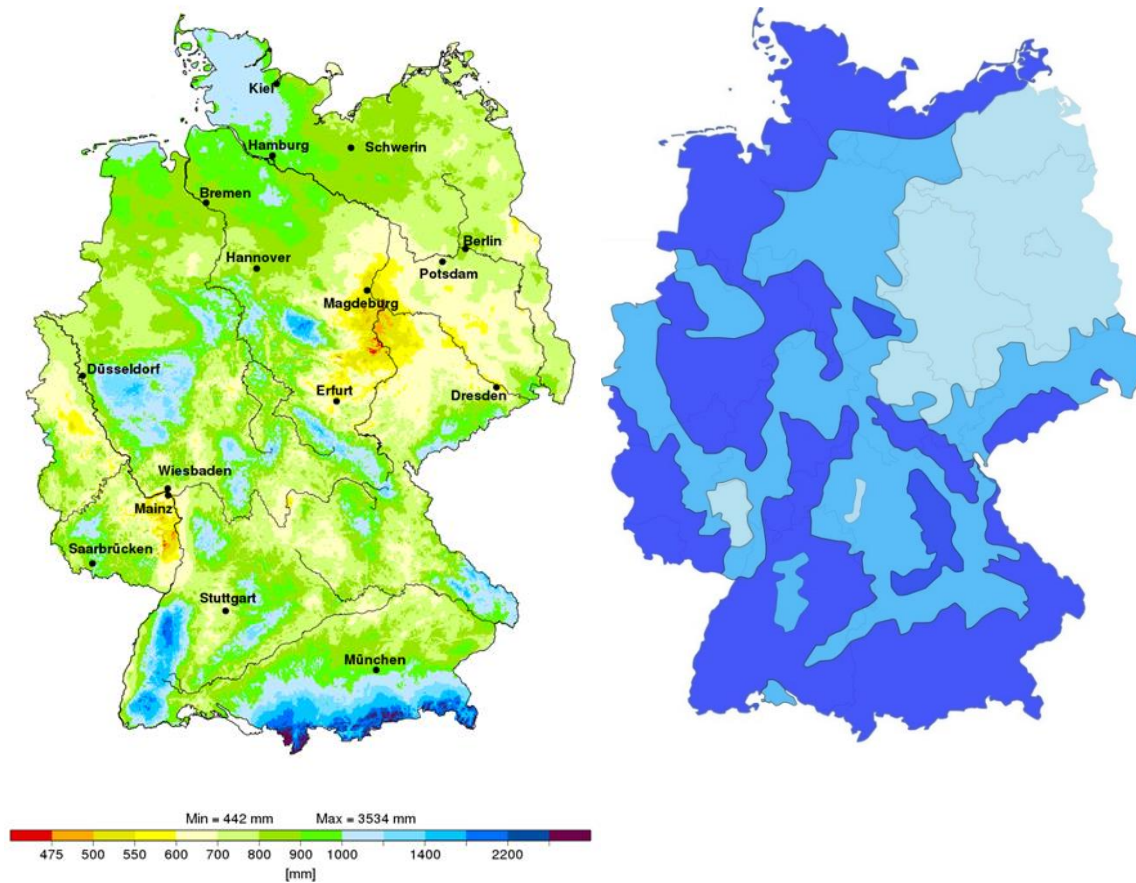 Kiel
Hamburg
Schwerin
Bremen
Berlin
Hannover
Potsdam
Magdeburg
Düsseldorf
Erfurt
Dresden
Wiesbaden
Mainz
Saarbrücken
Stuttgart
München
Min = 442 mm Max = 3534 mm
475 500 550 600 700 800 900 1000 1400 2200
[mm]